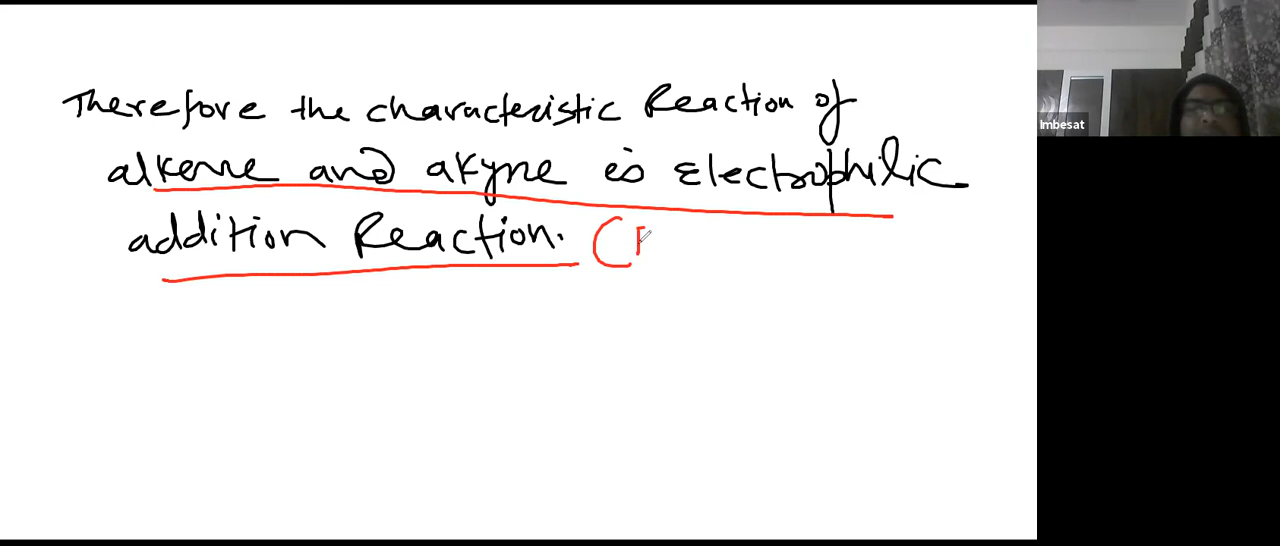 Therefore the characteristic Reaction of
alkene and akyne is Electrophilic
addition Reaction. (
Imbesat